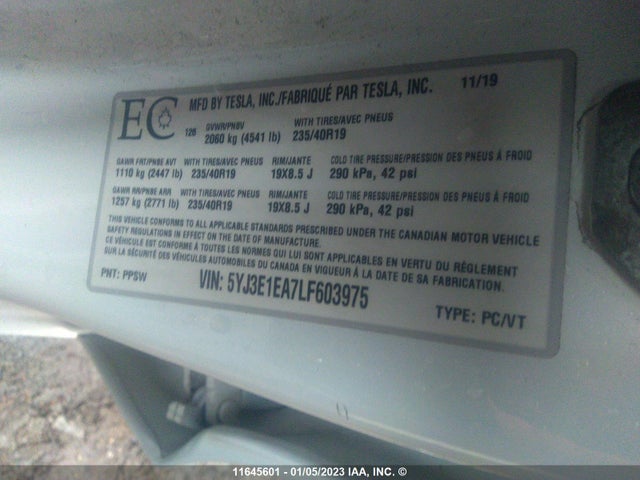 EC
MFD BY TESLA, INC./FABRIQUÉ PAR TESLA, INC. 11/19
126
GVWR/PNBV WITH TIRES/AVEC PNEUS
2060 kg (4541 lb) 235/40R19
GAWR FRT/PNBE AVT WITH TIRES/AVEC PNEUS RIM/JANTE COLD TIRE PRESSURE/PRESSION DES PNEUS À FROID
1110 kg (2447 lb) 235/40R19 19X8.5 J 290 kPa, 42 psi
GAWR RR/PNBE ARR WITH TIRES/AVEC PNEUS RIM/JANTE COLD TIRE PRESSURE/PRESSION DES PNEUS À FROID
1257 kg (2771 lb) 235/40R19 19X8.5 J 290 kPa, 42 psi
THIS VEHICLE CONFORMS TO ALL APPLICABLE STANDARDS PRESCRIBED UNDER THE CANADIAN MOTOR VEHICLE
SAFETY REGULATIONS IN EFFECT ON THE DATE OF MANUFACTURE.
CE VÉHICULE EST CONFORME À TOUTES LES NORMES QUI LUI SONT APPLICABLES EN VERTU DU RÉGLEMENT
SUR LA SÉCURITÉ DES VÉHICULES AUTOMOBILES DU CANADA EN VIGUEUR À LA DATE DE SA FABRICATION.
PNT: PPSW VIN: 5YJ3E1EA7LF603975 TYPE: PC/VT
11645601 - 01/05/2023 IAA, INC. ©